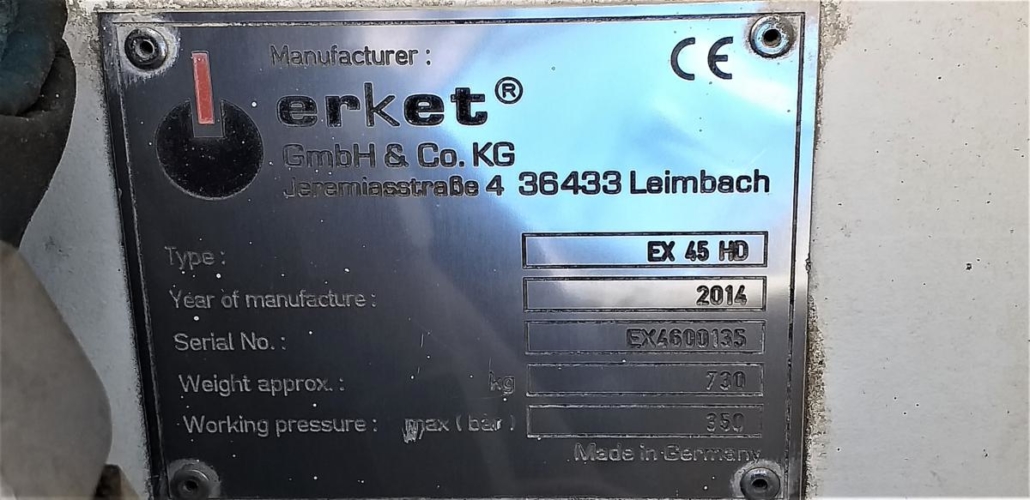 Manufacturer :
CE
erket®
GmbH & Co. KG
Jeremiasstraße 4 36433 Leimbach
Type : EX 45 HD
Year of manufacture : 2014
Serial No. : EX4600135
Weight approx. : kg 730
Working pressure : max ( bar ) 350
Made in Germany